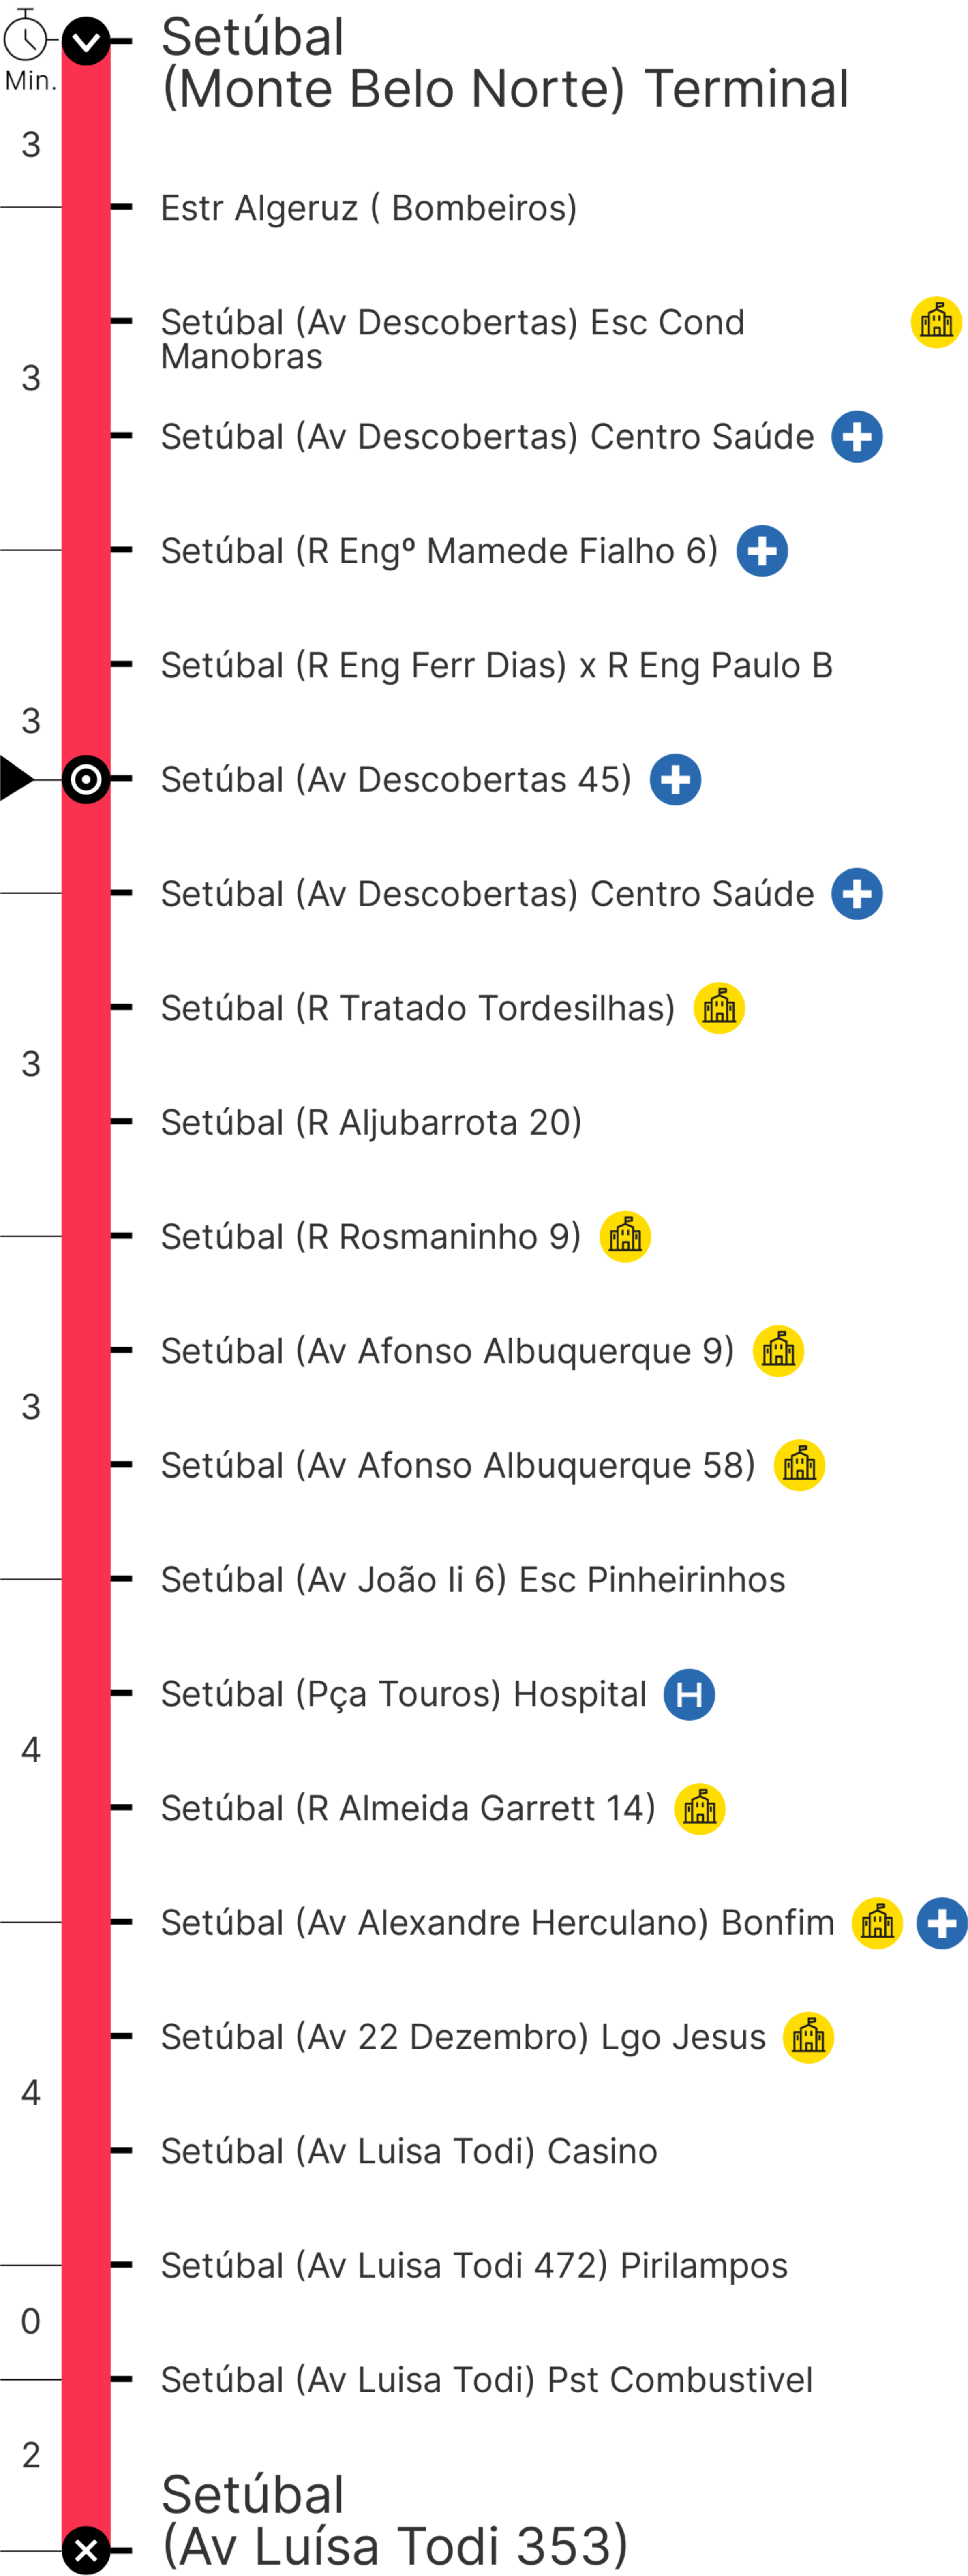 Setúbal
(Monte Belo Norte) Terminal
Min.
3
Estr Algeruz ( Bombeiros)
Setúbal (Av Descobertas) Esc Cond
Manobras
3
Setúbal (Av Descobertas) Centro Saúde
Setúbal (R Engº Mamede Fialho 6)
Setúbal (R Eng Ferr Dias) x R Eng Paulo B
3
Setúbal (Av Descobertas 45)
Setúbal (Av Descobertas) Centro Saúde
Setúbal (R Tratado Tordesilhas)
3
Setúbal (R Aljubarrota 20)
Setúbal (R Rosmaninho 9)
Setúbal (Av Afonso Albuquerque 9)
3
Setúbal (Av Afonso Albuquerque 58)
Setúbal (Av João Ii 6) Esc Pinheirinhos
Setúbal (Pça Touros) Hospital H
4
Setúbal (R Almeida Garrett 14)
Setúbal (Av Alexandre Herculano) Bonfim
Setúbal (Av 22 Dezembro) Lgo Jesus
4
Setúbal (Av Luisa Todi) Casino
Setúbal (Av Luisa Todi 472) Pirilampos
0
Setúbal (Av Luisa Todi) Pst Combustivel
2
Setúbal
(Av Luísa Todi 353)